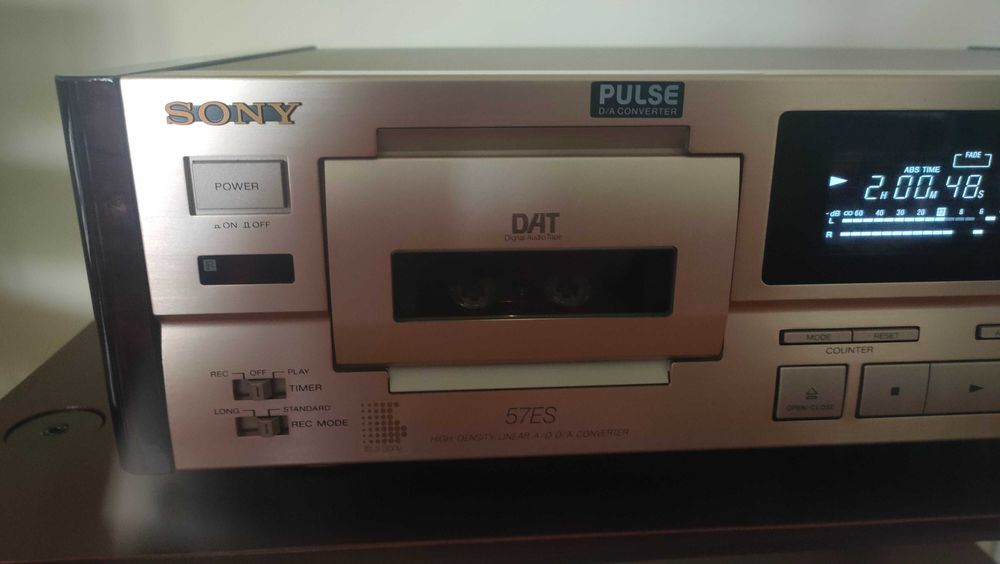 SONY
PULSE
D/A CONVERTER
POWER
ON OFF
DAT
Digital Audio Tape
FADE
ABS TIME
2H 00M 48S
-dB ∞ 60 40 30 20 12 8 6
L
R
MODE RESET
COUNTER
OPEN/CLOSE
REC OFF PLAY
TIMER
LONG STANDARD
REC MODE
57ES
HIGH DENSITY LINEAR A/D D/A CONVERTER